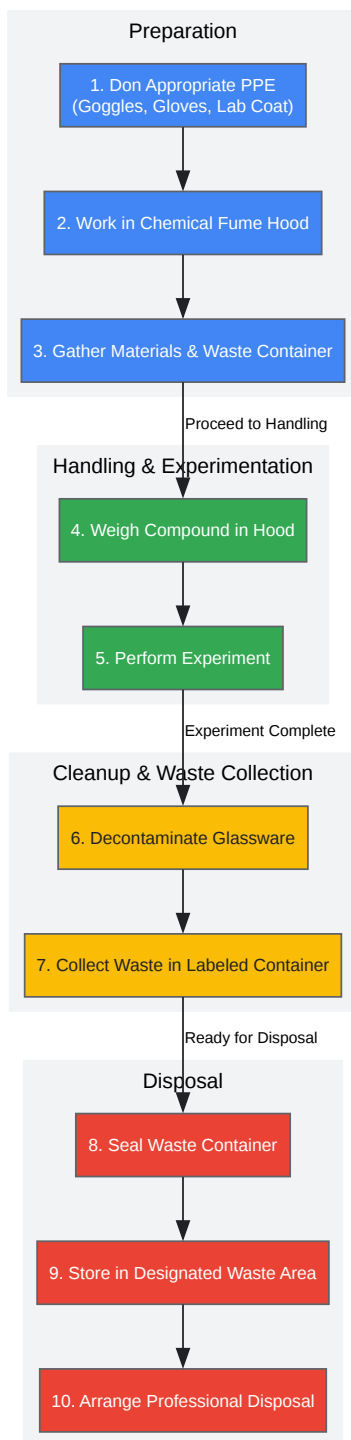 Preparation
1. Don Appropriate PPE
(Goggles, Gloves, Lab Coat)
2. Work in Chemical Fume Hood
3. Gather Materials & Waste Container
Proceed to Handling
Handling & Experimentation
4. Weigh Compound in Hood
5. Perform Experiment
Experiment Complete
Cleanup & Waste Collection
6. Decontaminate Glassware
7. Collect Waste in Labeled Container
Ready for Disposal
Disposal
8. Seal Waste Container
9. Store in Designated Waste Area
10. Arrange Professional Disposal